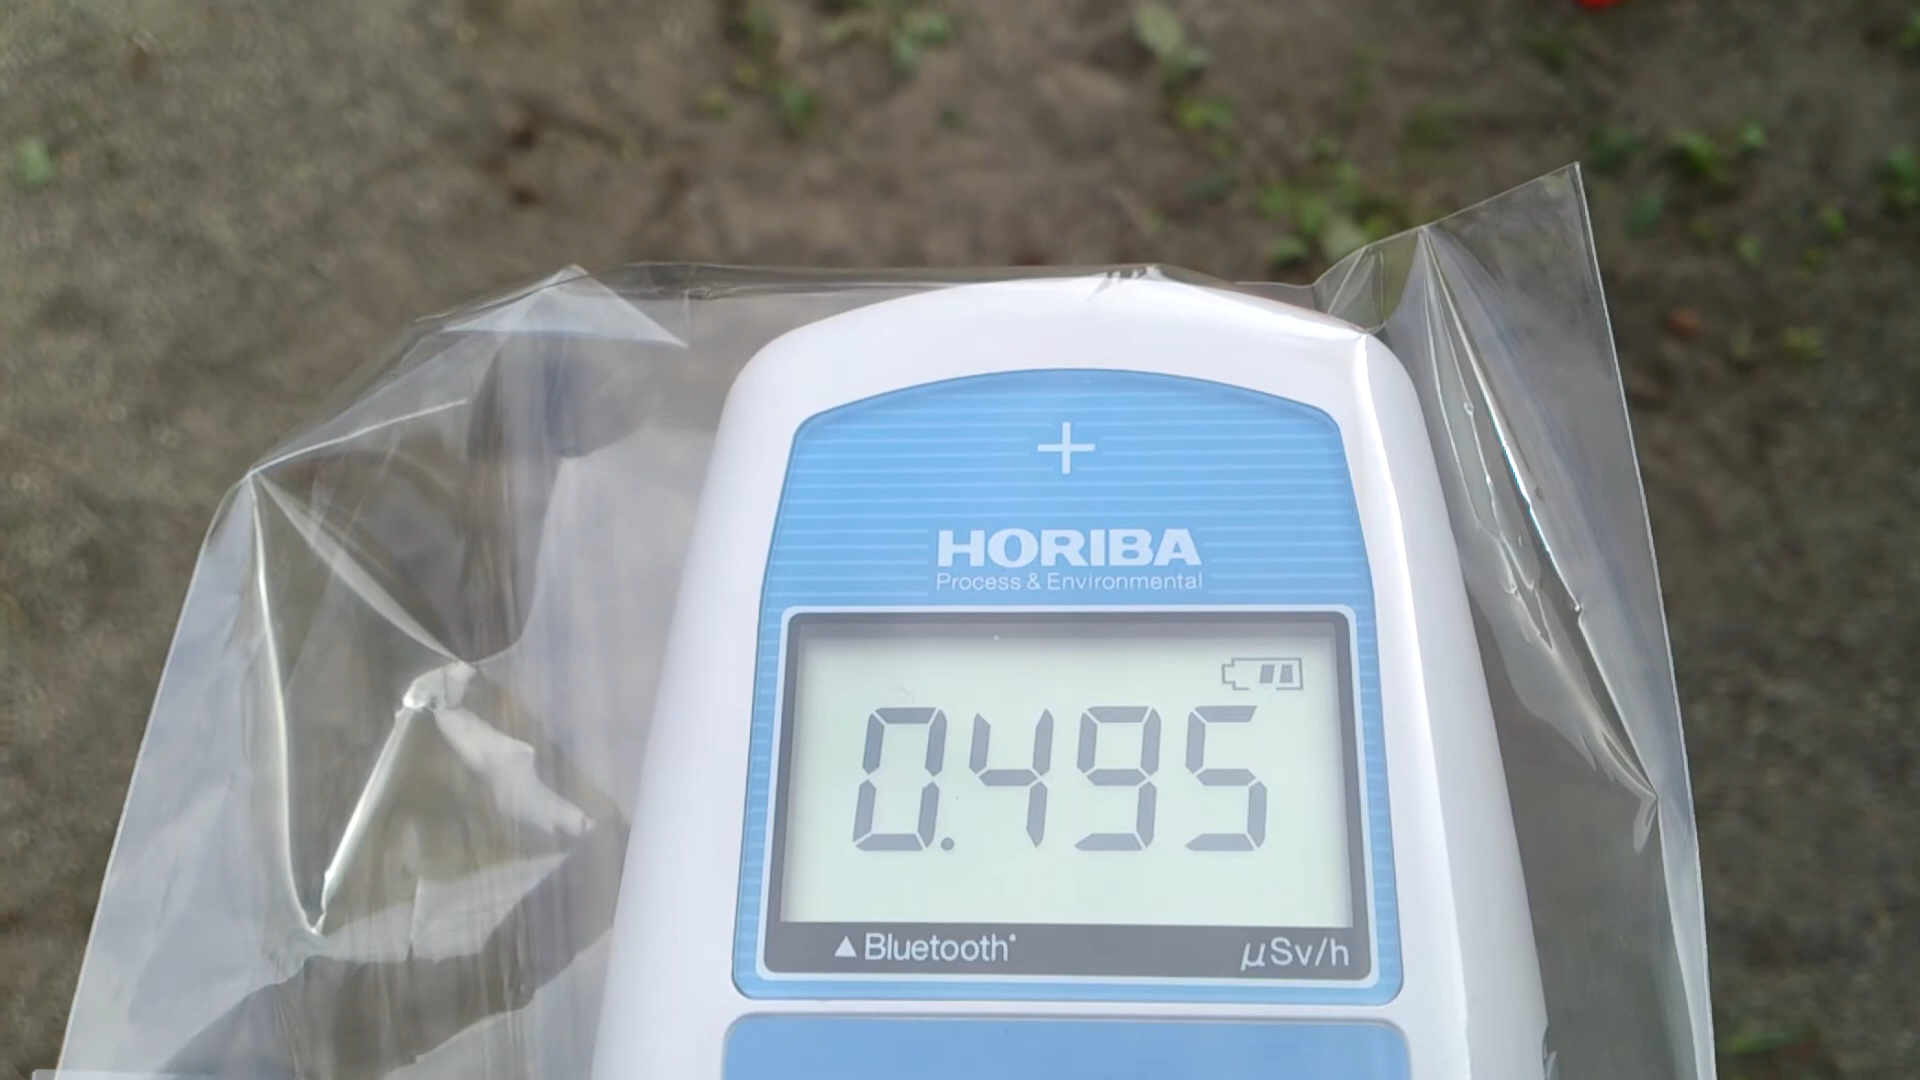 HORIBA
Process & Environmental
0.495
▲Bluetooth®
μSv/h